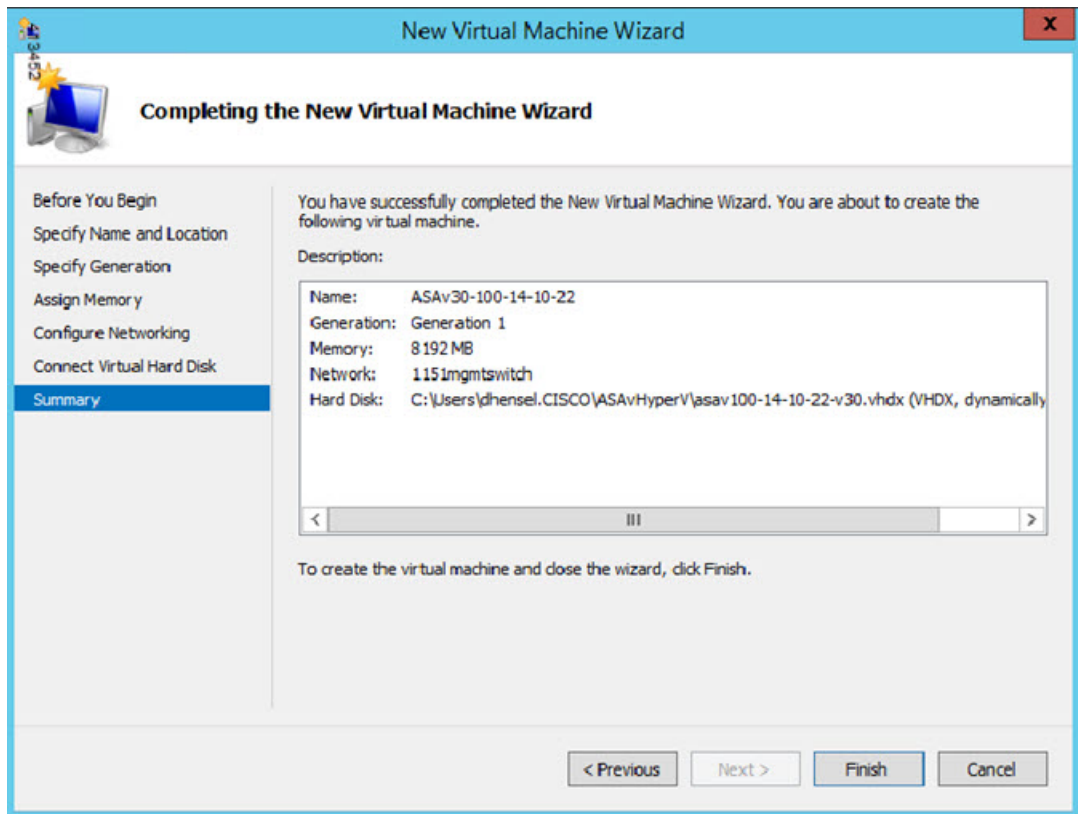 New Virtual Machine Wizard
X
413452
Completing the New Virtual Machine Wizard
Before You Begin
Specify Name and Location
Specify Generation
Assign Memory
Configure Networking
Connect Virtual Hard Disk
Summary
You have successfully completed the New Virtual Machine Wizard. You are about to create the
following virtual machine.
Description:
Name: ASAv30-100-14-10-22
Generation: Generation 1
Memory: 8192 MB
Network: 1151mgmtswitch
Hard Disk: C:\Users\dhensel.CISCO\ASAvHyperV\asav100-14-10-22-v30.vhdx (VHDX, dynamically
To create the virtual machine and close the wizard, click Finish.
< Previous
Next >
Finish
Cancel